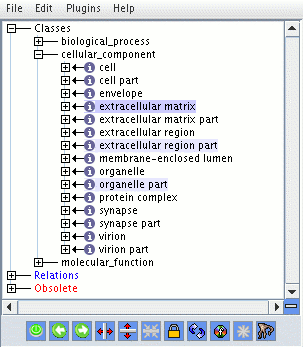 File Edit Plugins Help
Classes
biological_process
cellular_component
cell
cell part
envelope
extracellular matrix
extracellular matrix part
extracellular region
extracellular region part
membrane-enclosed lumen
organelle
organelle part
protein complex
synapse
synapse part
virion
virion part
molecular_function
Relations
Obsolete